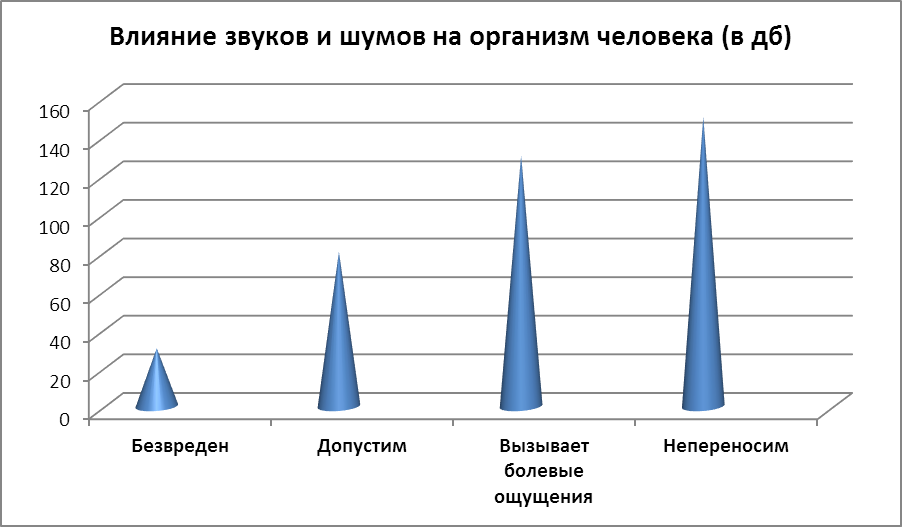 Влияние звуков и шумов на организм человека (в дб)
160
140
120
100
80
60
40
20
0
Безвреден
Допустим
Вызывает
болевые
ощущения
Непереносим